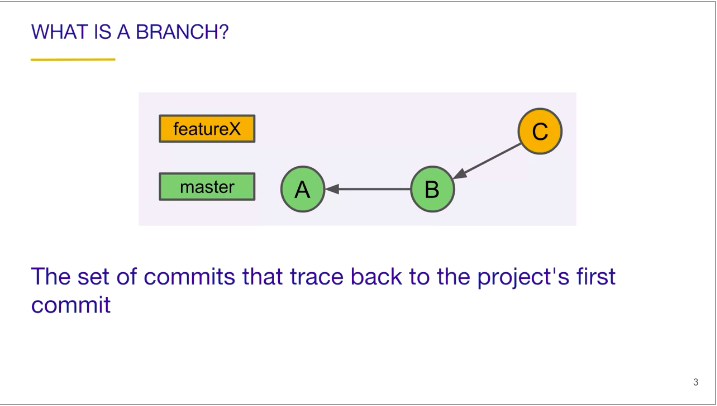 WHAT IS A BRANCH?
featureX
C
master
A
B
The set of commits that trace back to the project's first
commit
3